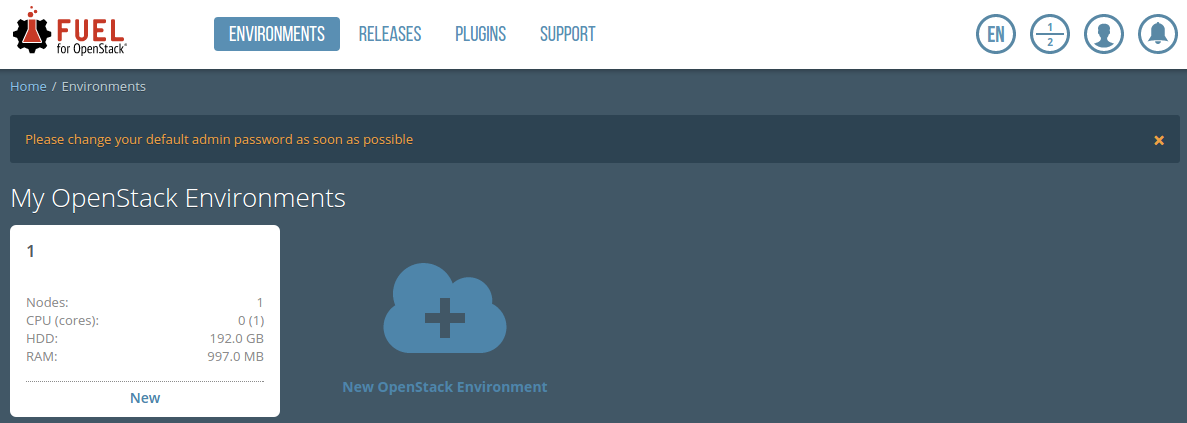 FUEL
for OpenStack
ENVIRONMENTS RELEASES PLUGINS SUPPORT
EN
1
2
Home / Environments
Please change your default admin password as soon as possible
×
My OpenStack Environments
1
Nodes: 1
CPU (cores): 0 (1)
HDD: 192.0 GB
RAM: 997.0 MB
New
New OpenStack Environment